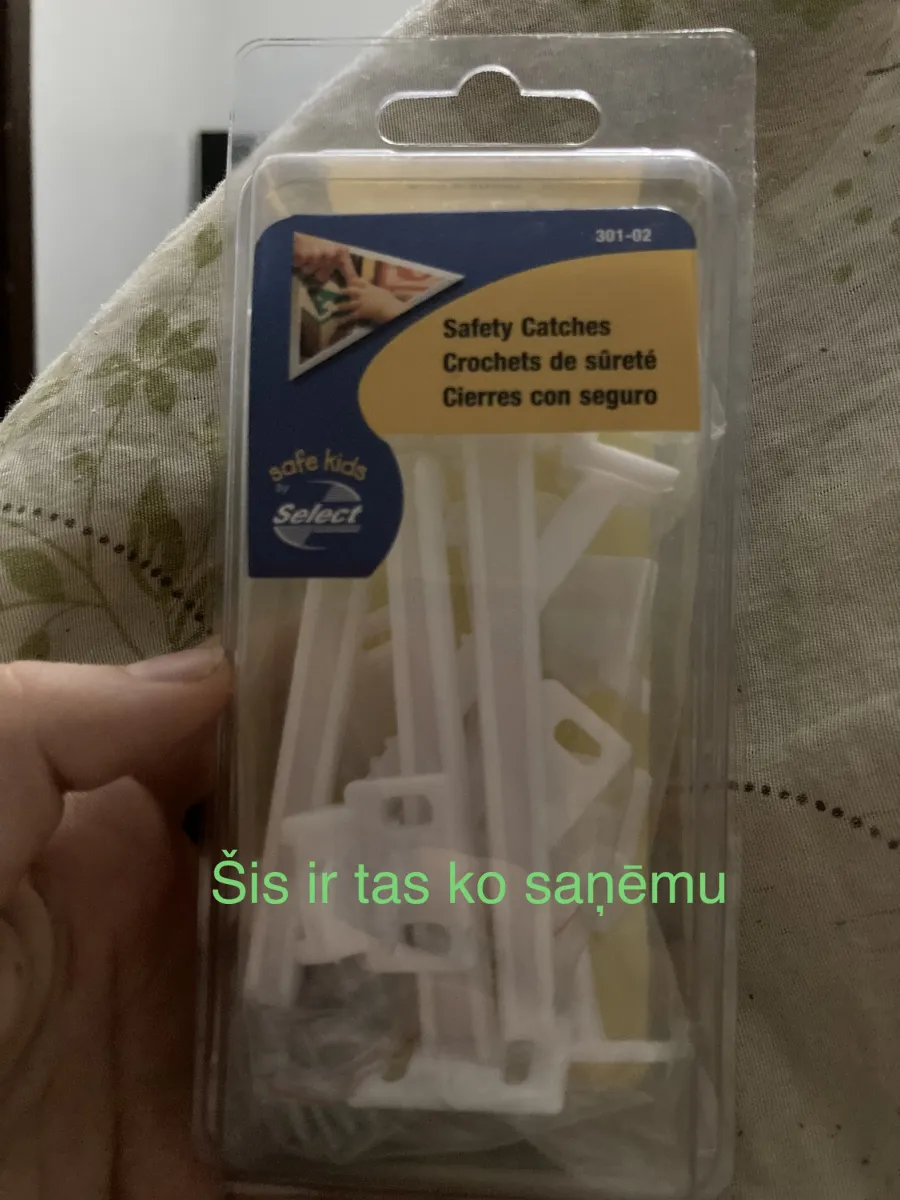 301-02
Safety Catches
Crochets de sûreté
Cierres con seguro
safe kids
by
Select
Šis ir tas ko saņēmu